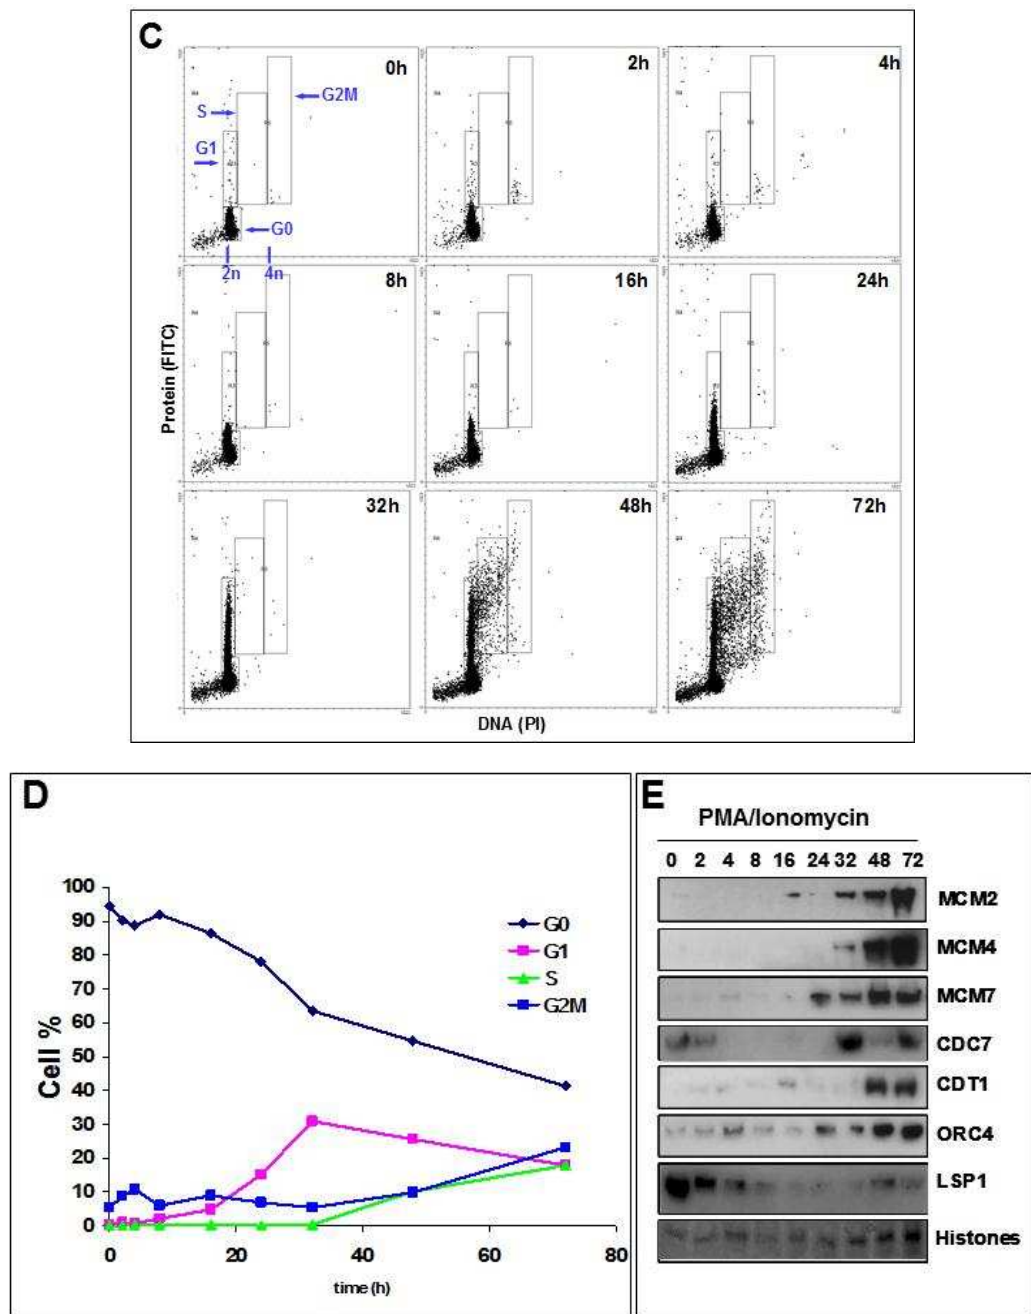 C
0h
2h
4h
G2M
S
G1
G0
2n
4n
8h
16h
24h
Protein (FITC)
32h
48h
72h
DNA (PI)
D
100
90
80
70
60
50
40
30
20
10
0
Cell %
G0
G1
S
G2M
0
20
40
60
80
time (h)
E
PMA/Ionomycin
0 2 4 8 16 24 32 48 72
MCM2
MCM4
MCM7
CDC7
CDT1
ORC4
LSP1
Histones